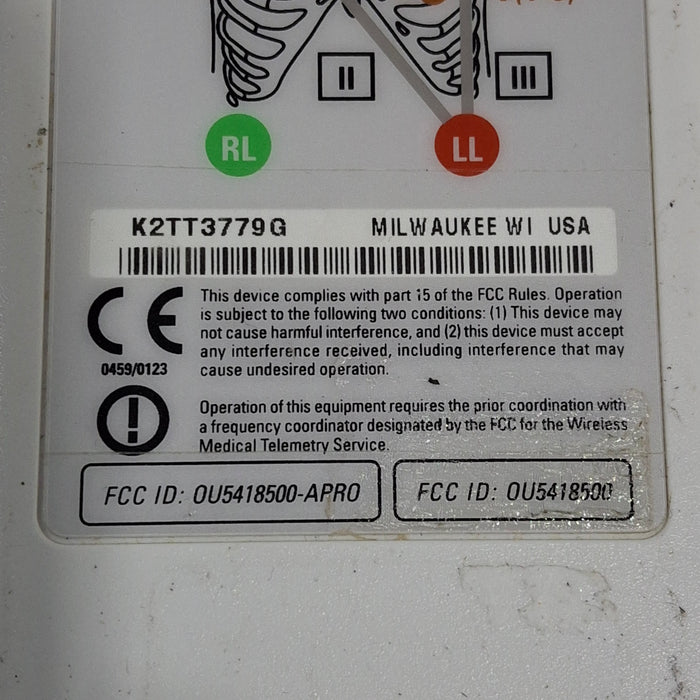 II III
RL LL
K2TT3779G MILWAUKEE WI USA
CE This device complies with part 15 of the FCC Rules. Operation
is subject to the following two conditions: (1) This device may
not cause harmful interference, and (2) this device must accept
any interference received, including interference that may
0459/0123 cause undesired operation.
Operation of this equipment requires the prior coordination with
a frequency coordinator designated by the FCC for the Wireless
Medical Telemetry Service.
FCC ID: OU5418500-APRO FCC ID: OU5418500